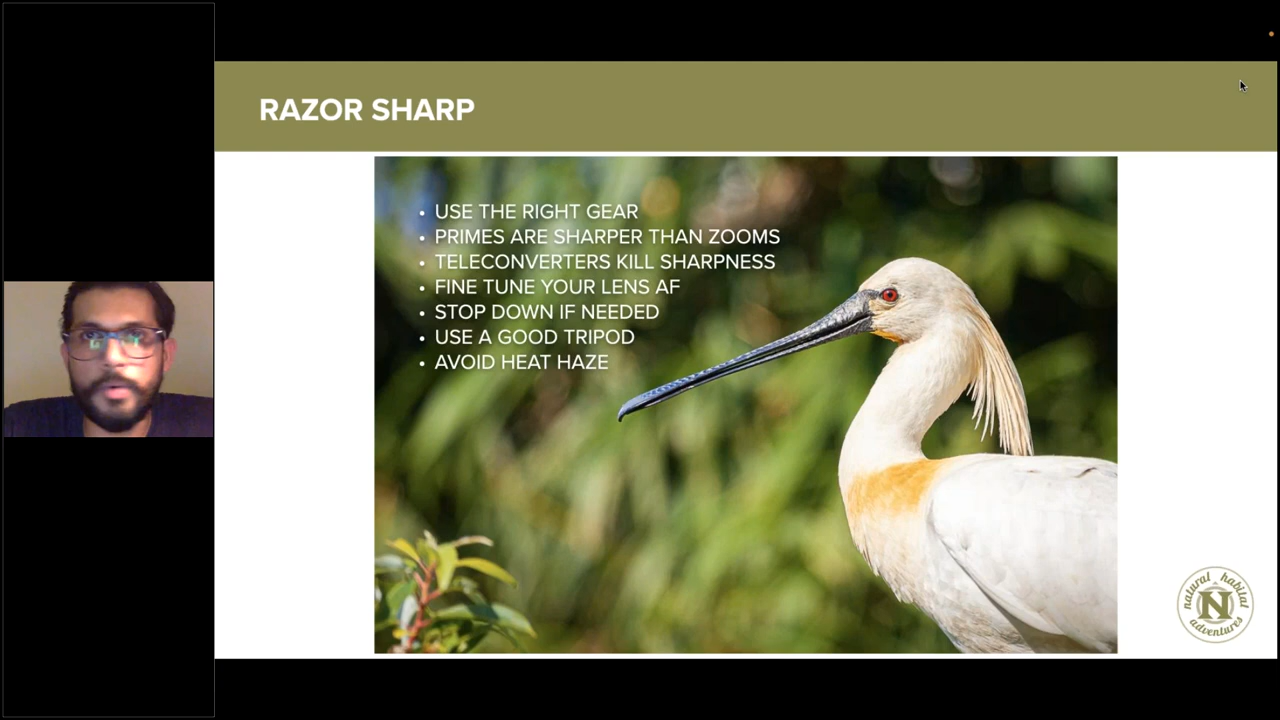 RAZOR SHARP
• USE THE RIGHT GEAR
• PRIMES ARE SHARPER THAN ZOOMS
• TELECONVERTERS KILL SHARPNESS
• FINE TUNE YOUR LENS AF
• STOP DOWN IF NEEDED
• USE A GOOD TRIPOD
• AVOID HEAT HAZE
natural habitat
N
adventures